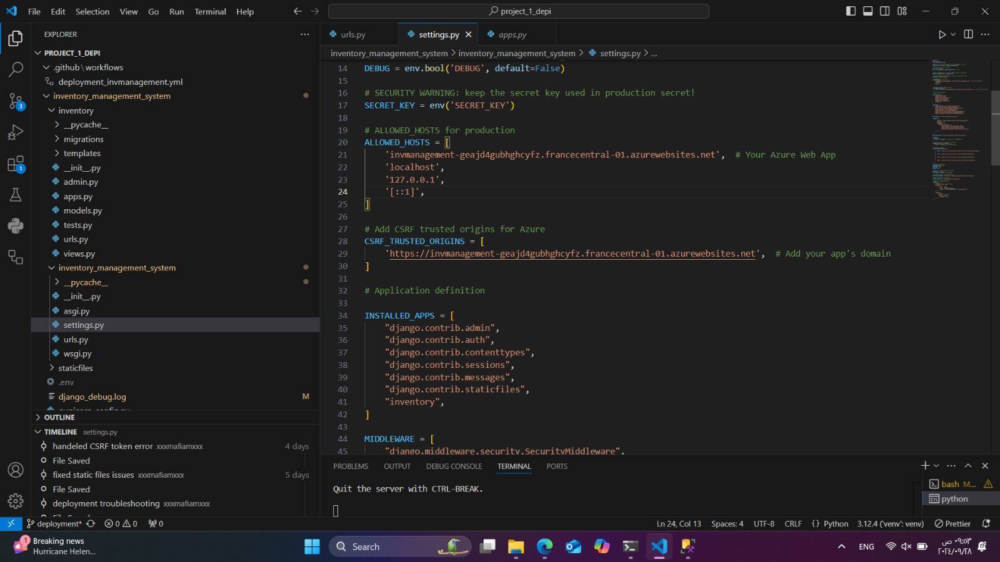 File Edit Selection View Go Run Terminal Help
project_1_depi
EXPLORER
PROJECT_1_DEPI
.github\workflows
deployment_invmanagement.yml
inventory_management_system
inventory
__pycache__
migrations
templates
__init__.py
admin.py
apps.py
models.py
tests.py
urls.py
views.py
inventory_management_system
__pycache__
__init__.py
asgi.py
settings.py
urls.py
wsgi.py
staticfiles
.env
django_debug.log M
OUTLINE
TIMELINE settings.py
handeled CSRF token error xxxmafiamxxx 4 days
File Saved
fixed static files issues xxxmafiamxxx 5 days
File Saved
deployment troubleshooting xxxmafiamxxx
3
1
urls.py settings.py apps.py
inventory_management_system > inventory_management_system > settings.py > ...
14 DEBUG = env.bool('DEBUG', default=False)
15
16 # SECURITY WARNING: keep the secret key used in production secret!
17 SECRET_KEY = env('SECRET_KEY')
18
19 # ALLOWED_HOSTS for production
20 ALLOWED_HOSTS = [
21 'invmanagement-geajd4gubhghcyfz.francecentral-01.azurewebsites.net', # Your Azure Web App
22 'localhost',
23 '127.0.0.1',
24 '[::1]',
25 ]
26
27 # Add CSRF trusted origins for Azure
28 CSRF_TRUSTED_ORIGINS = [
29 'https://invmanagement-geajd4gubhghcyfz.francecentral-01.azurewebsites.net', # Add your app's domain
30 ]
31
32 # Application definition
33
34 INSTALLED_APPS = [
35 "django.contrib.admin",
36 "django.contrib.auth",
37 "django.contrib.contenttypes",
38 "django.contrib.sessions",
39 "django.contrib.messages",
40 "django.contrib.staticfiles",
41 "inventory",
42 ]
43
44 MIDDLEWARE = [
45 "django.middleware.security.SecurityMiddleware",
PROBLEMS OUTPUT DEBUG CONSOLE TERMINAL PORTS
Quit the server with CTRL-BREAK.
bash M...
python
deployment* 0 0 0
Ln 24, Col 13 Spaces: 4 UTF-8 CRLF {} Python 3.12.4 ('venv': venv) Prettier
1
Breaking news
Hurricane Helen...
Search
ENG
٠٩:٥٣ ص
٢٠٢٤/٠٩/٢٨